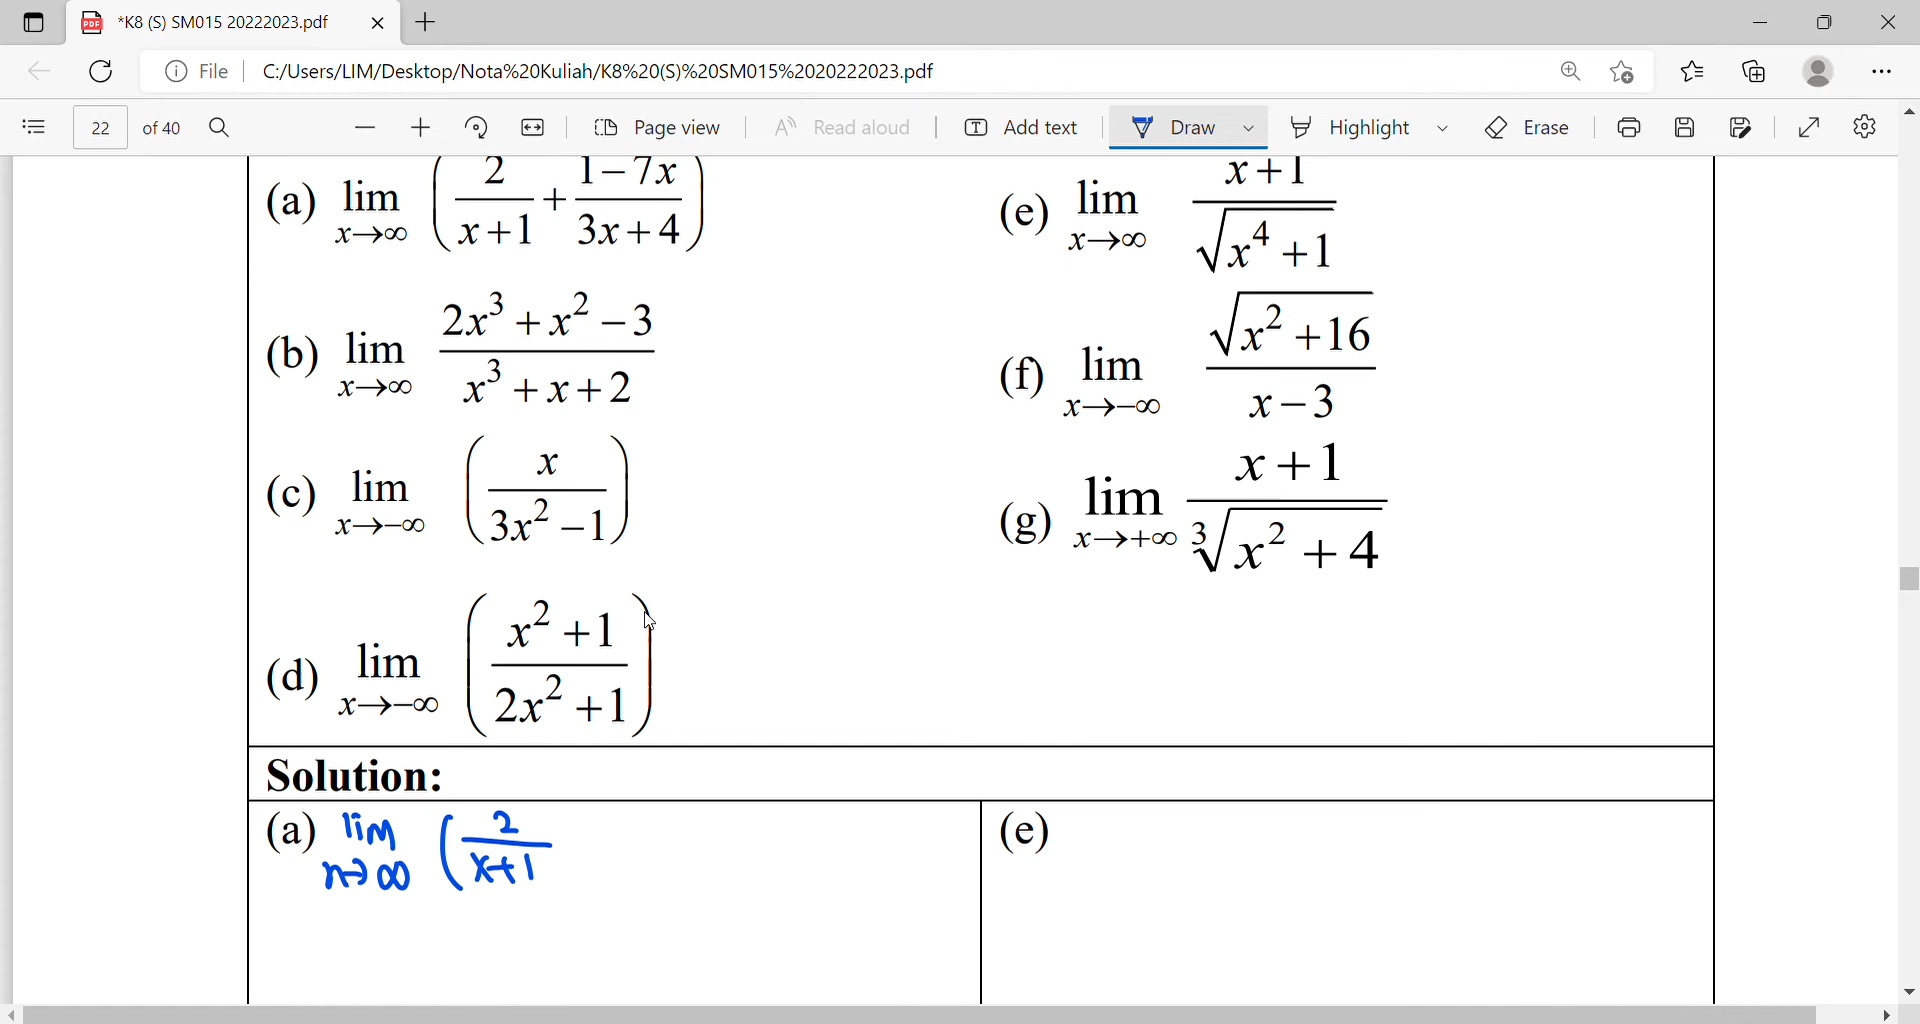 *K8 (S) SM015 20222023.pdf
File C:/Users/LIM/Desktop/Nota%20Kuliah/K8%20(S)%20SM015%2020222023.pdf
22 of 40 Page view Read aloud Add text Draw Highlight Erase
(a) lim x→∞ (2/(x+1) + (1−7x)/(3x+4))
(b) lim x→∞ (2x³+x²−3)/(x³+x+2)
(c) lim x→−∞ (x/(3x²−1))
(d) lim x→−∞ ((x²+1)/(2x²+1))
(e) lim x→∞ (x+1)/√(x⁴+1)
(f) lim x→−∞ √(x²+16)/(x−3)
(g) lim x→+∞ (x+1)/∛(x²+4)
Solution:
(a) lim x→∞ (2/(x+1)
(e)